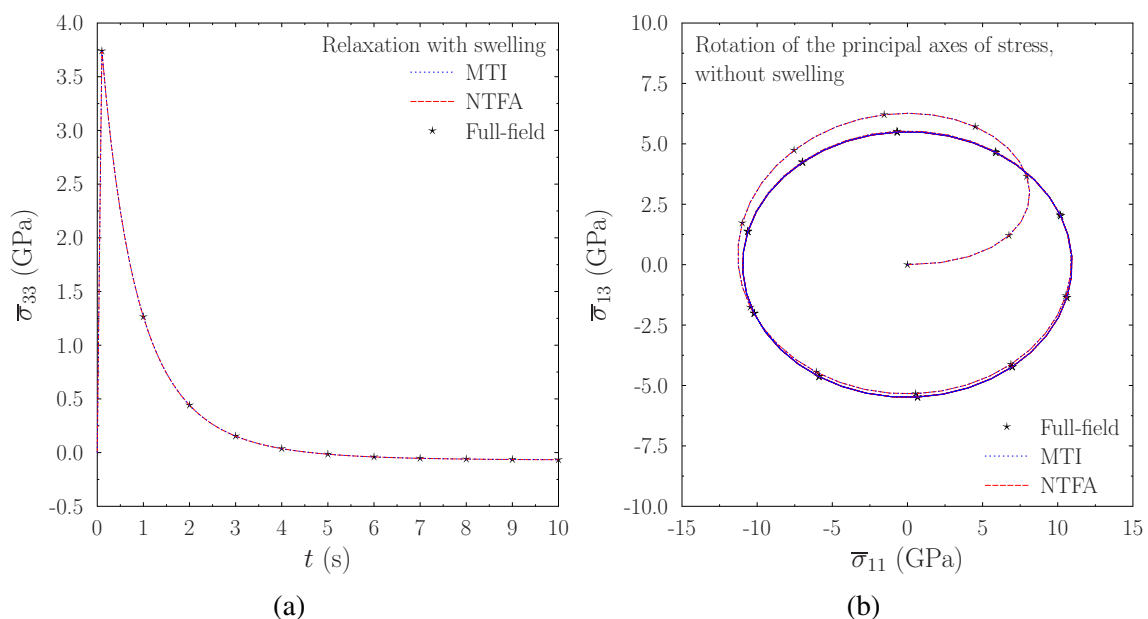 4.0
3.5
3.0
2.5
2.0
1.5
1.0
0.5
0.0
-0.5
σ̅33 (GPa)
0 1 2 3 4 5 6 7 8 9 10
t (s)
Relaxation with swelling
MTI
NTFA
Full-field
(a)
10.0
7.5
5.0
2.5
0.0
-2.5
-5.0
-7.5
-10.0
σ̅13 (GPa)
-15 -10 -5 0 5 10 15
σ̅11 (GPa)
Rotation of the principal axes of stress,
without swelling
Full-field
MTI
NTFA
(b)